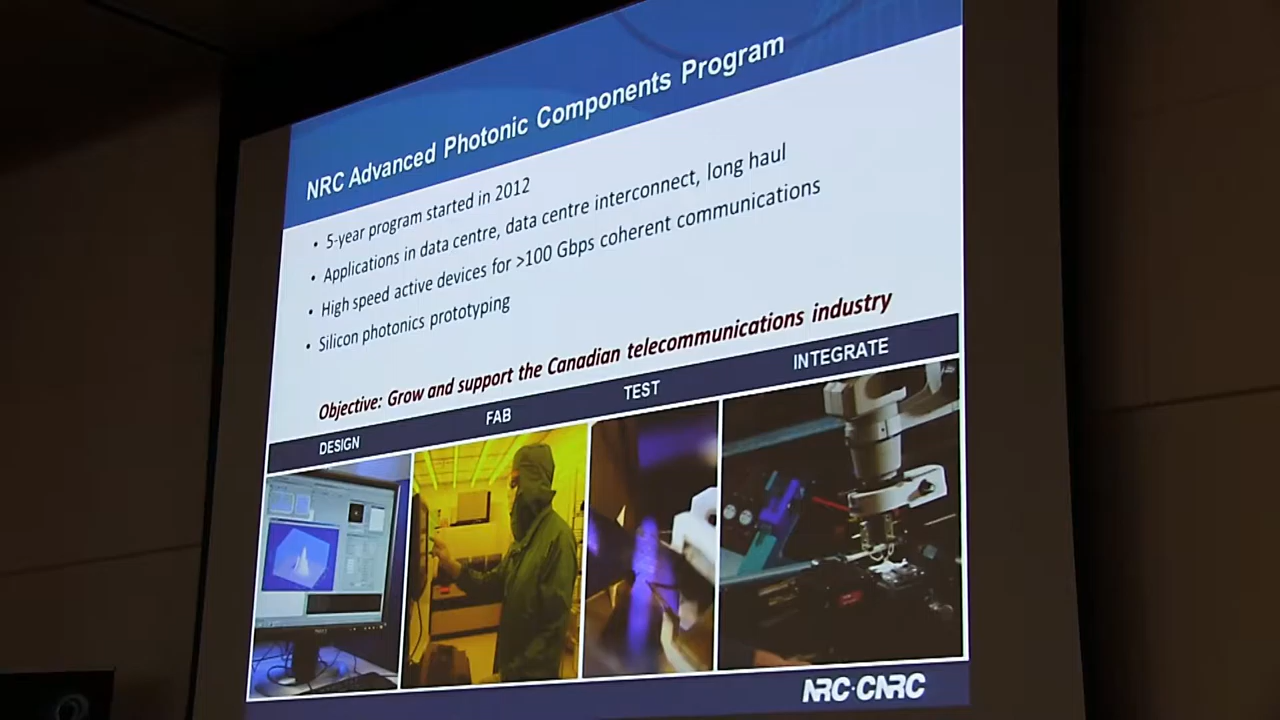 NRC Advanced Photonic Components Program
• 5-year program started in 2012
• Applications in data centre, data centre interconnect, long haul
• High speed active devices for >100 Gbps coherent communications
• Silicon photonics prototyping
Objective: Grow and support the Canadian telecommunications industry
DESIGN
FAB
TEST
INTEGRATE
NRC·CNRC